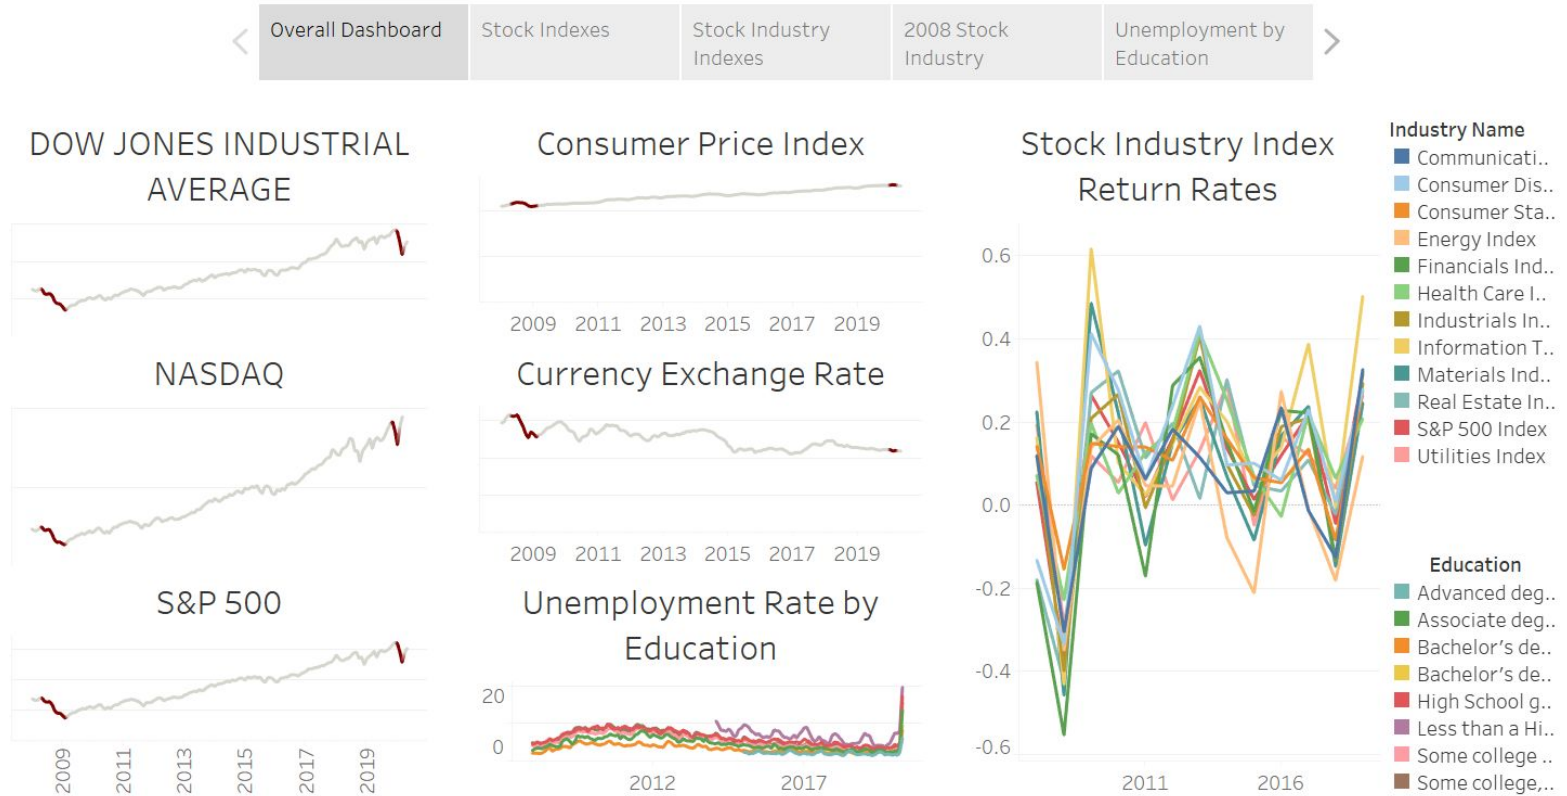 Overall Dashboard
Stock Indexes
Stock Industry
Indexes
2008 Stock
Industry
Unemployment by
Education
DOW JONES INDUSTRIAL
AVERAGE
NASDAQ
S&P 500
2009 2011 2013 2015 2017 2019
Consumer Price Index
2009 2011 2013 2015 2017 2019
Currency Exchange Rate
2009 2011 2013 2015 2017 2019
Unemployment Rate by
Education
20
0
2012 2017
Stock Industry Index
Return Rates
0.6
0.4
0.2
0.0
-0.2
-0.4
-0.6
2011 2016
Industry Name
Communicati..
Consumer Dis..
Consumer Sta..
Energy Index
Financials Ind..
Health Care I..
Industrials In..
Information T..
Materials Ind..
Real Estate In..
S&P 500 Index
Utilities Index
Education
Advanced deg..
Associate deg..
Bachelor's de..
Bachelor's de..
High School g..
Less than a Hi..
Some college ..
Some college,..